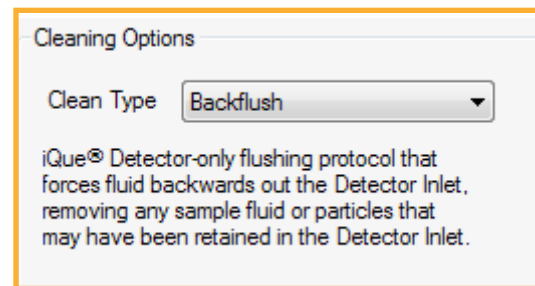 Cleaning Options
Clean Type Backflush
iQue® Detector-only flushing protocol that
forces fluid backwards out the Detector Inlet,
removing any sample fluid or particles that
may have been retained in the Detector Inlet.